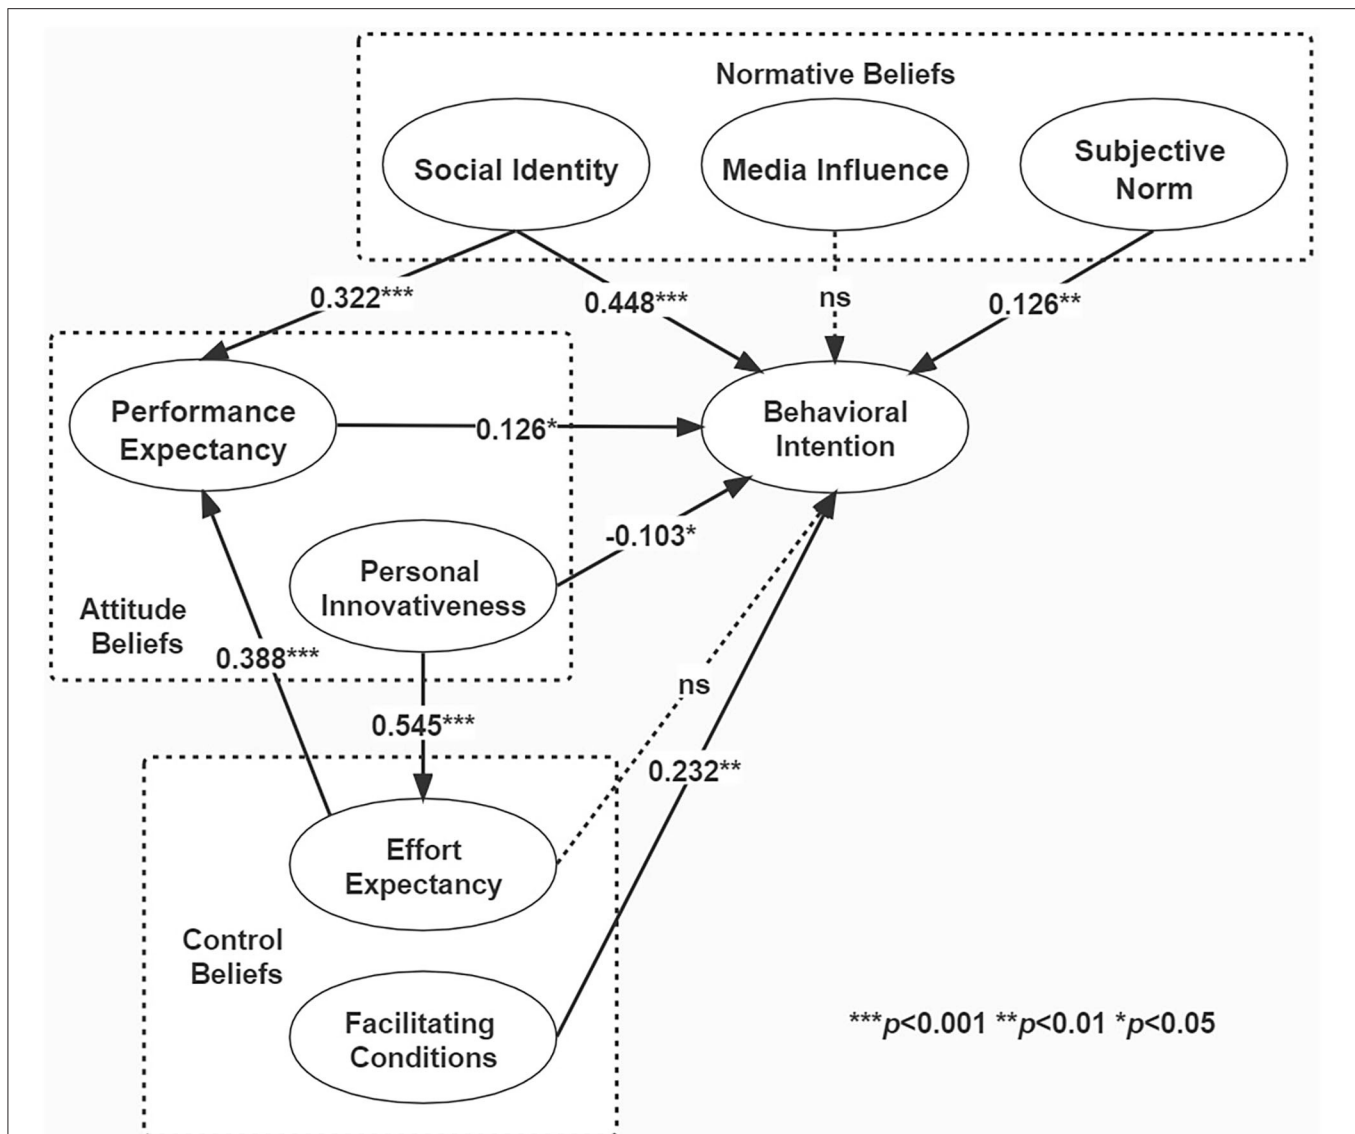 Normative Beliefs
Social Identity
Media Influence
Subjective
Norm
0.322***
0.448***
ns
0.126**
Performance
Expectancy
0.126*
Behavioral
Intention
-0.103*
Personal
Innovativeness
Attitude
Beliefs
0.388***
ns
0.545***
0.232**
Effort
Expectancy
Control
Beliefs
Facilitating
Conditions
***p<0.001 **p<0.01 *p<0.05